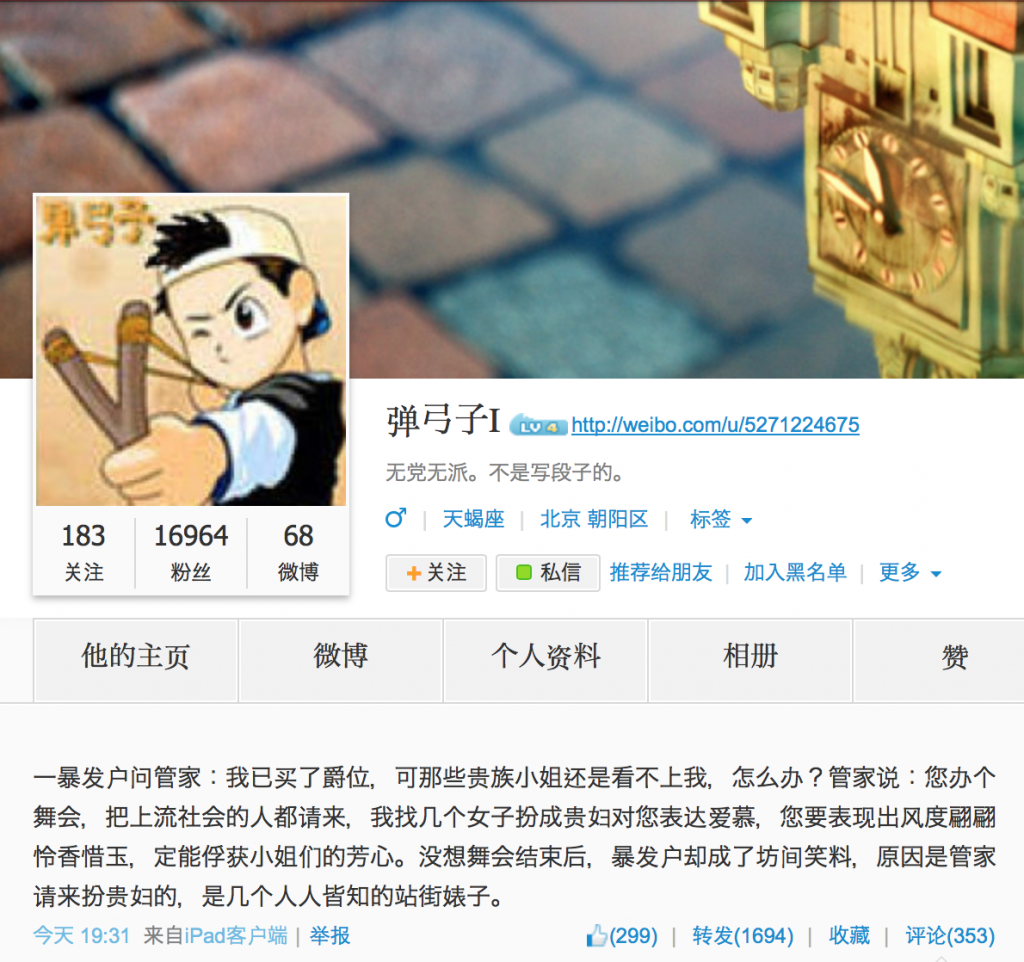 弹弓子
弹弓子I LV 4 http://weibo.com/u/5271224675
无党无派。不是写段子的。
♂ | 天蝎座 | 北京 朝阳区 | 标签
183 16964 68
关注 粉丝 微博
+关注 私信 推荐给朋友 | 加入黑名单 | 更多
他的主页 微博 个人资料 相册 赞
一暴发户问管家：我已买了爵位，可那些贵族小姐还是看不上我，怎么办？管家说：您办个
舞会，把上流社会的人都请来，我找几个女子扮成贵妇对您表达爱慕，您要表现出风度翩翩
怜香惜玉，定能俘获小姐们的芳心。没想舞会结束后，暴发户却成了坊间笑料，原因是管家
请来扮贵妇的，是几个人人皆知的站街婊子。
今天 19:31 来自iPad客户端 | 举报 (299) | 转发(1694) | 收藏 | 评论(353)